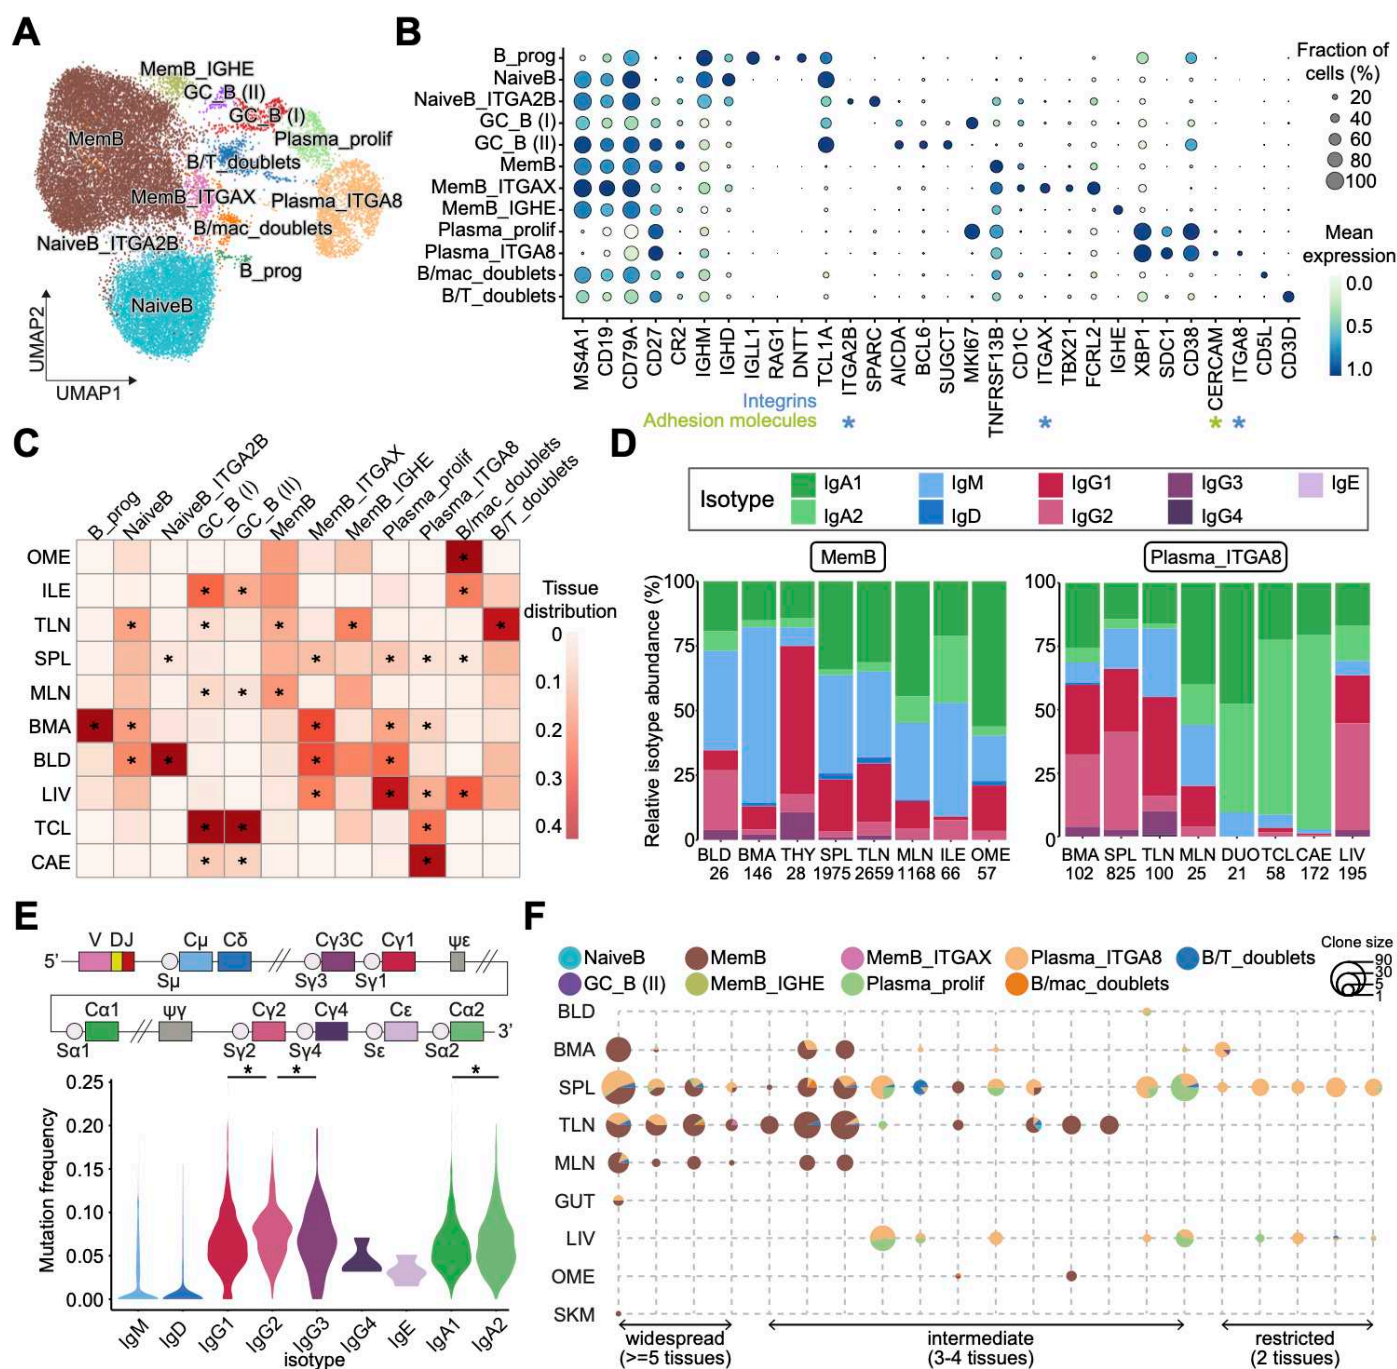 A
MemB_IGHE
GC_B (II)
GC_B (I)
MemB
Plasma_prolif
B/T_doublets
MemB_ITGAX
Plasma_ITGA8
B/mac_doublets
NaiveB_ITGA2B
B_prog
NaiveB
UMAP2
UMAP1
B
B_prog
NaiveB
NaiveB_ITGA2B
GC_B (I)
GC_B (II)
MemB
MemB_ITGAX
MemB_IGHE
Plasma_prolif
Plasma_ITGA8
B/mac_doublets
B/T_doublets
MS4A1
CD19
CD79A
CD27
CR2
IGHM
IGHD
IGLL1
RAG1
DNTT
TCL1A
ITGA2B
SPARC
AICDA
BCL6
SUGCT
MKI67
TNFRSF13B
CD1C
ITGAX
TBX21
FCRL2
IGHE
XBP1
SDC1
CD38
CERCAM
ITGA8
CD5L
CD3D
Integrins
Adhesion molecules
* * * *
Fraction of
cells (%)
20
40
60
80
100
Mean
expression
0.0
0.5
1.0
C
B_prog
NaiveB
NaiveB_ITGA2B
GC_B (I)
GC_B (II)
MemB
MemB_ITGAX
MemB_IGHE
Plasma_prolif
Plasma_ITGA8
B/mac_doublets
B/T_doublets
OME *
ILE * * *
TLN * * * * *
SPL * * * * *
MLN * * *
BMA * * * * *
BLD * * * *
LIV * * * *
TCL * * *
CAE * * *
Tissue
distribution
0
0.1
0.2
0.3
0.4
D
Isotype
IgA1 IgM IgG1 IgG3 IgE
IgA2 IgD IgG2 IgG4
MemB
Plasma_ITGA8
Relative isotype abundance (%)
100
75
50
25
0
BLD BMA THY SPL TLN MLN ILE OME
26 146 28 1975 2659 1168 66 57
100
75
50
25
0
BMA SPL TLN MLN DUO TCL CAE LIV
102 825 100 25 21 58 172 195
E
V DJ Cμ Cδ Cγ3C Cγ1 ψε
5'
Sμ Sγ3 Sγ1
Cα1 ψγ Cγ2 Cγ4 Cε Cα2
3'
Sα1 Sγ2 Sγ4 Sε Sα2
* * *
Mutation frequency
0.25
0.20
0.15
0.10
0.05
0.00
IgM IgD IgG1 IgG2 IgG3 IgG4 IgE IgA1 IgA2
isotype
F
NaiveB MemB MemB_ITGAX Plasma_ITGA8 B/T_doublets
GC_B (II) MemB_IGHE Plasma_prolif B/mac_doublets
Clone size
90
30
5
1
BLD
BMA
SPL
TLN
MLN
GUT
LIV
OME
SKM
widespread intermediate restricted
(>=5 tissues) (3-4 tissues) (2 tissues)